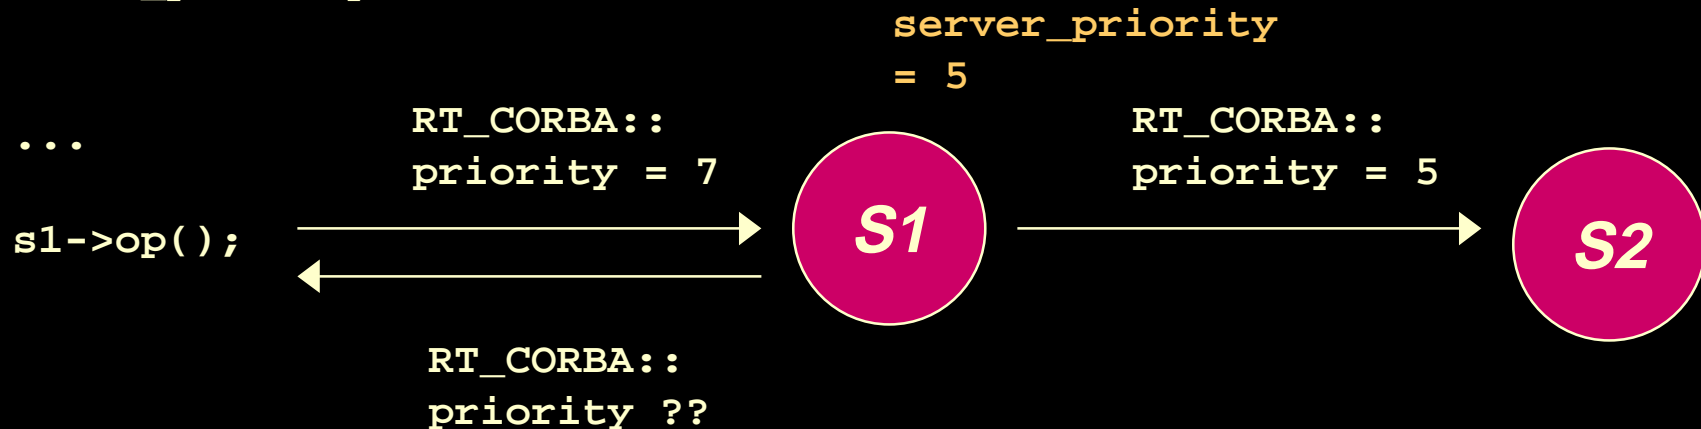 server_priority
= 5
RT_CORBA::
priority = 7
RT_CORBA::
priority = 5
...
s1->op();
S1
S2
RT_CORBA::
priority ??